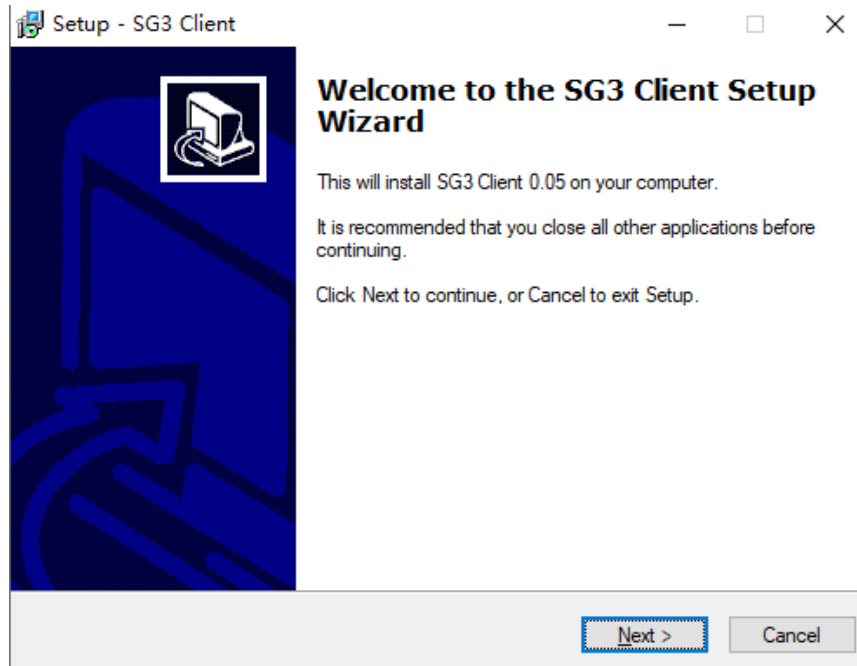 Setup - SG3 Client
Welcome to the SG3 Client Setup
Wizard
This will install SG3 Client 0.05 on your computer.
It is recommended that you close all other applications before
continuing.
Click Next to continue, or Cancel to exit Setup.
Next >
Cancel